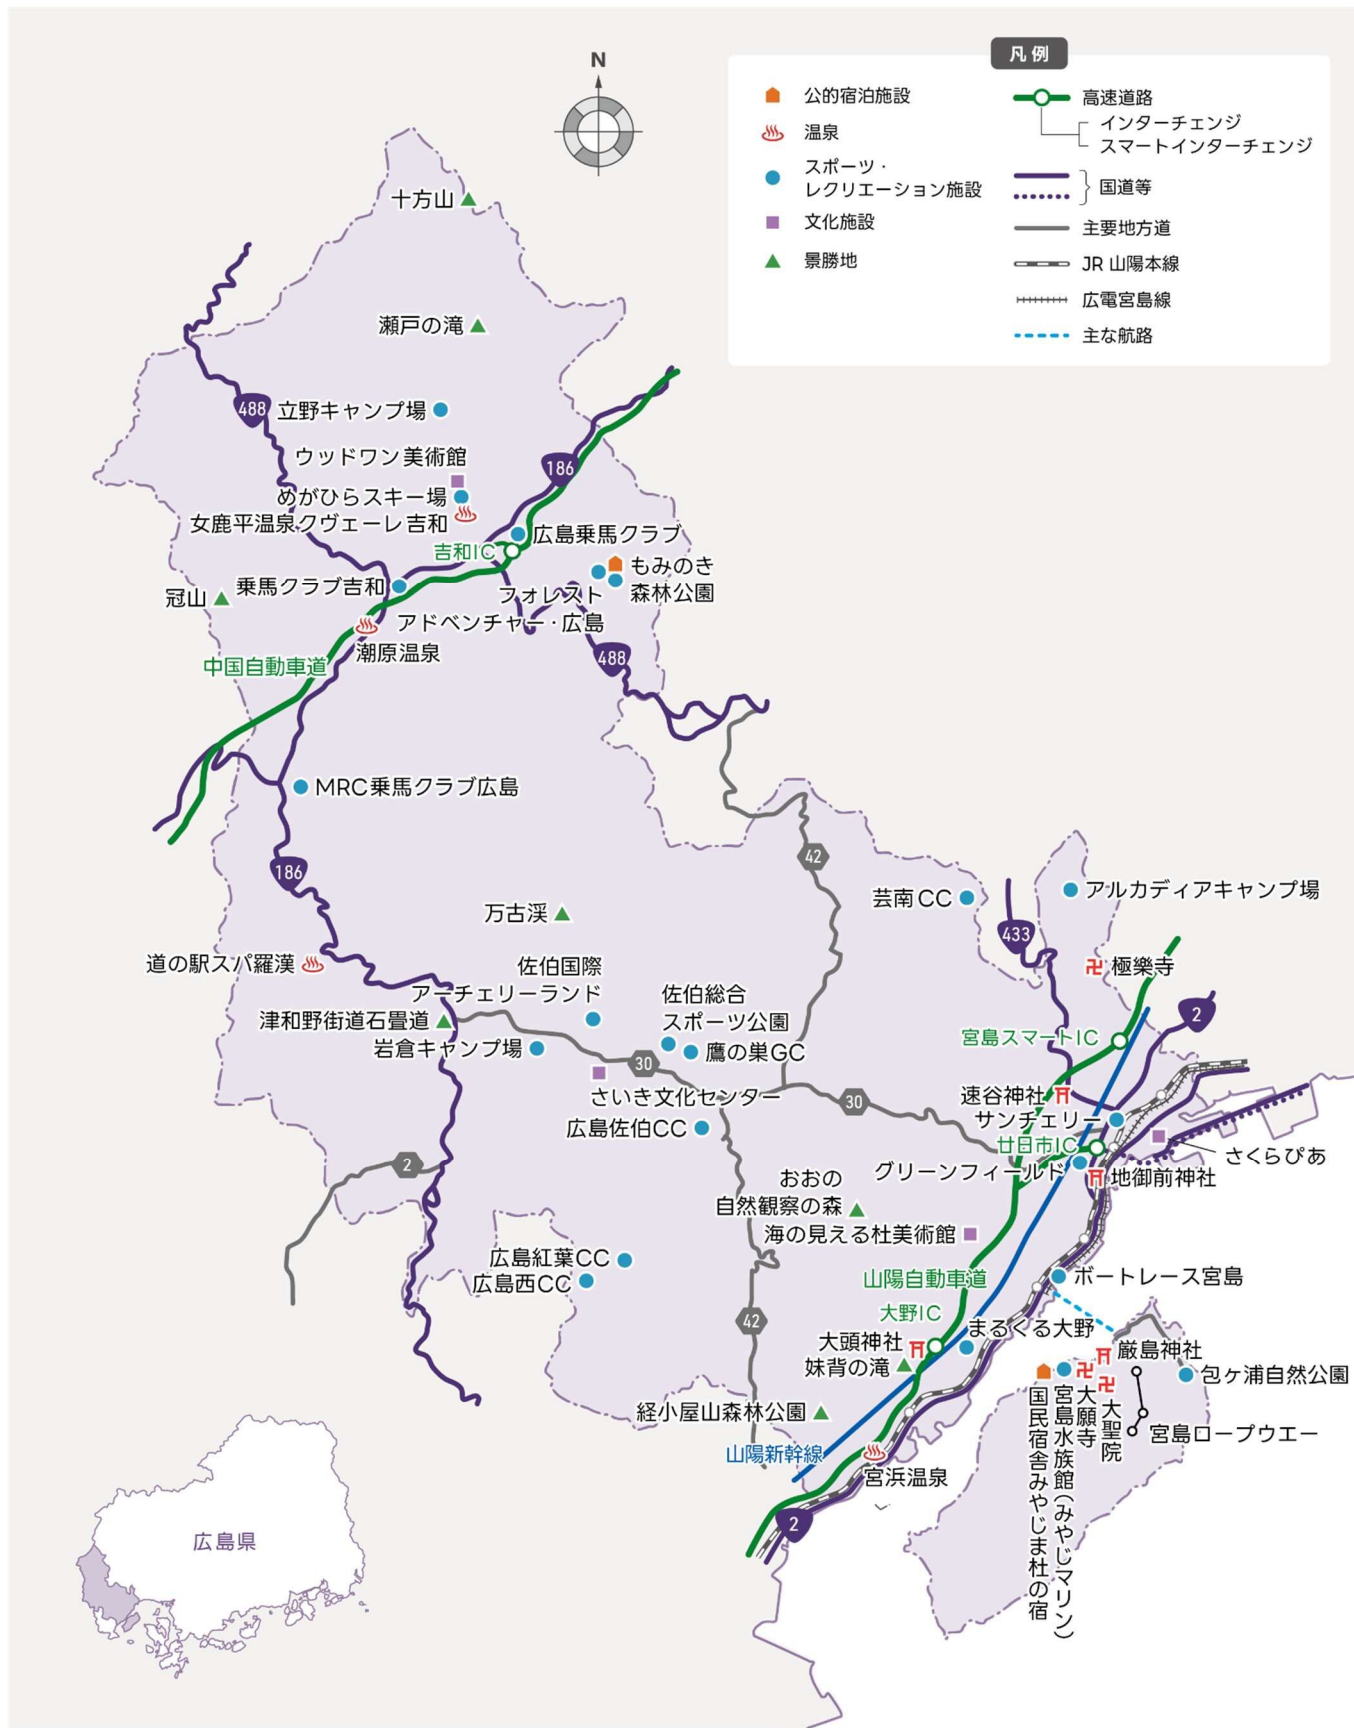 N
凡例
公的宿泊施設
温泉
スポーツ・
レクリエーション施設
文化施設
景勝地
高速道路
インターチェンジ
スマートインターチェンジ
国道等
主要地方道
JR 山陽本線
広電宮島線
主な航路
十方山
瀬戸の滝
488
立野キャンプ場
ウッドワン美術館
186
めがひらスキー場
女鹿平温泉クヴェーレ吉和
広島乗馬クラブ
吉和IC
もみのき
森林公園
乗馬クラブ吉和
冠山
フォレスト
アドベンチャー・広島
潮原温泉
488
中国自動車道
MRC乗馬クラブ広島
42
186
芸南CC
アルカディアキャンプ場
万古渓
433
道の駅スパ羅漢
極樂寺
佐伯国際
アーチェリーランド
佐伯総合
スポーツ公園
2
津和野街道石畳道
宮島スマートIC
岩倉キャンプ場
鷹の巣GC
30
さいき文化センター
30
速谷神社
サンチェリー
広島佐伯CC
廿日市IC
さくらぴあ
2
グリーンフィールド
地御前神社
おおの
自然観察の森
海の見える杜美術館
広島紅葉CC
広島西CC
山陽自動車道
ボートレース宮島
大野IC
42
まるくる大野
大頭神社
妹背の滝
厳島神社
包ヶ浦自然公園
経小屋山森林公園
宮島ロープウエー
大聖院
大願寺
宮島水族館(みやじマリン)
国民宿舎みやじま杜の宿
山陽新幹線
宮浜温泉
2
広島県